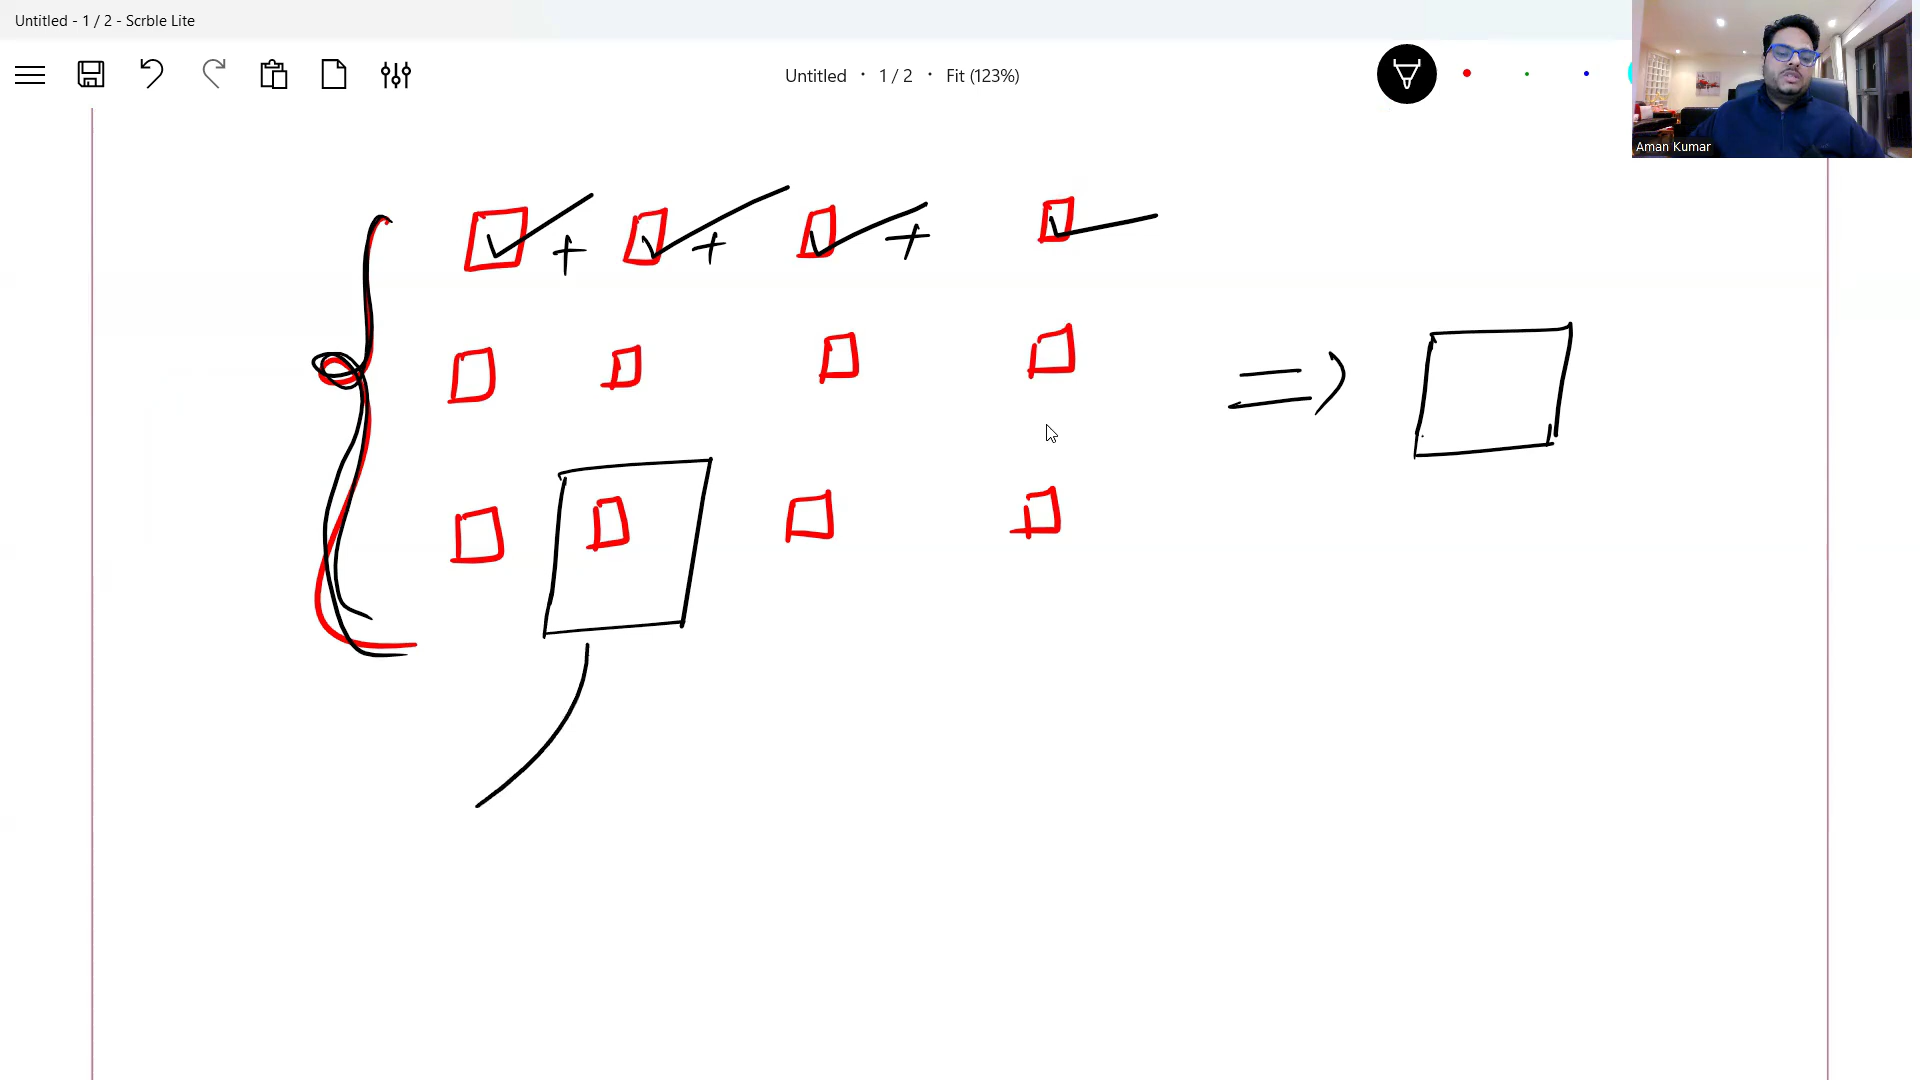 Untitled - 1 / 2 - Scrble Lite
Untitled • 1 / 2 • Fit (123%)
Aman Kumar
+ + +
=>